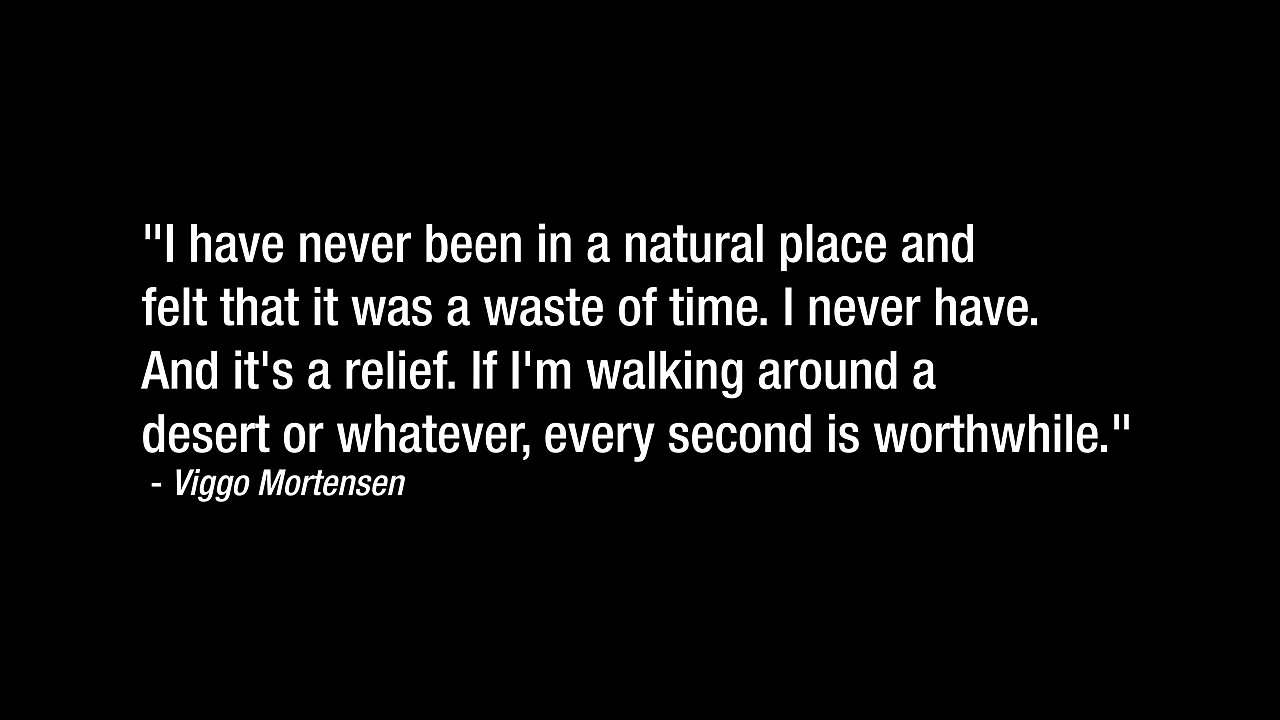 "I have never been in a natural place and
felt that it was a waste of time. I never have.
And it's a relief. If I'm walking around a
desert or whatever, every second is worthwhile."
- Viggo Mortensen